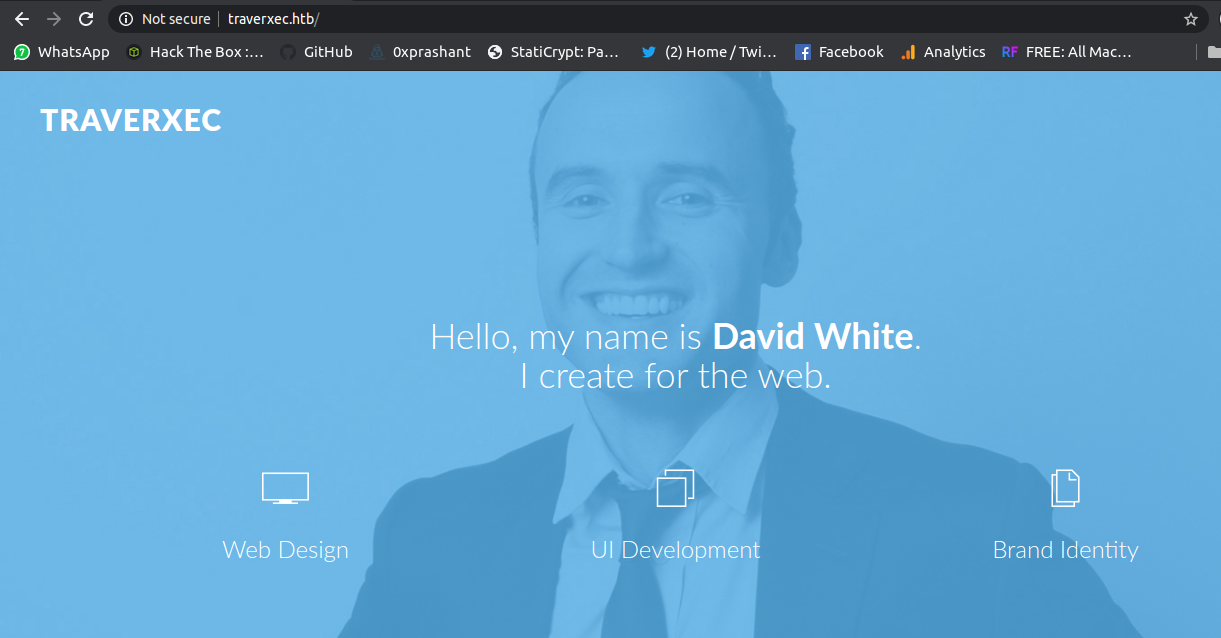 Not secure | traverxec.htb/
WhatsApp Hack The Box :... GitHub 0xprashant StatiCrypt: Pa... (2) Home / Twi... Facebook Analytics RF FREE: All Mac...
TRAVERXEC
Hello, my name is David White.
I create for the web.
Web Design UI Development Brand Identity